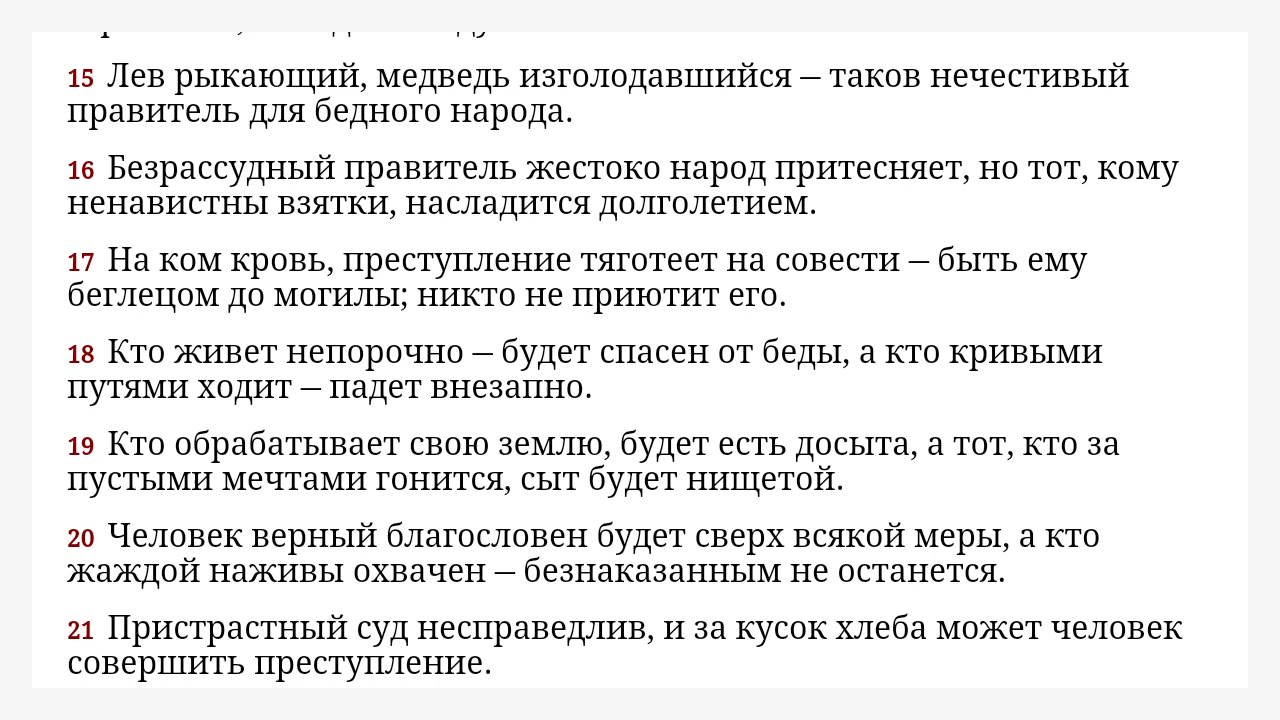 15 Лев рыкающий, медведь изголодавшийся – таков нечестивый
правитель для бедного народа.
16 Безрассудный правитель жестоко народ притесняет, но тот, кому
ненавистны взятки, насладится долголетием.
17 На ком кровь, преступление тяготеет на совести – быть ему
беглецом до могилы; никто не приютит его.
18 Кто живет непорочно – будет спасен от беды, а кто кривыми
путями ходит – падет внезапно.
19 Кто обрабатывает свою землю, будет есть досыта, а тот, кто за
пустыми мечтами гонится, сыт будет нищетой.
20 Человек верный благословен будет сверх всякой меры, а кто
жаждой наживы охвачен – безнаказанным не останется.
21 Пристрастный суд несправедлив, и за кусок хлеба может человек
совершить преступление.